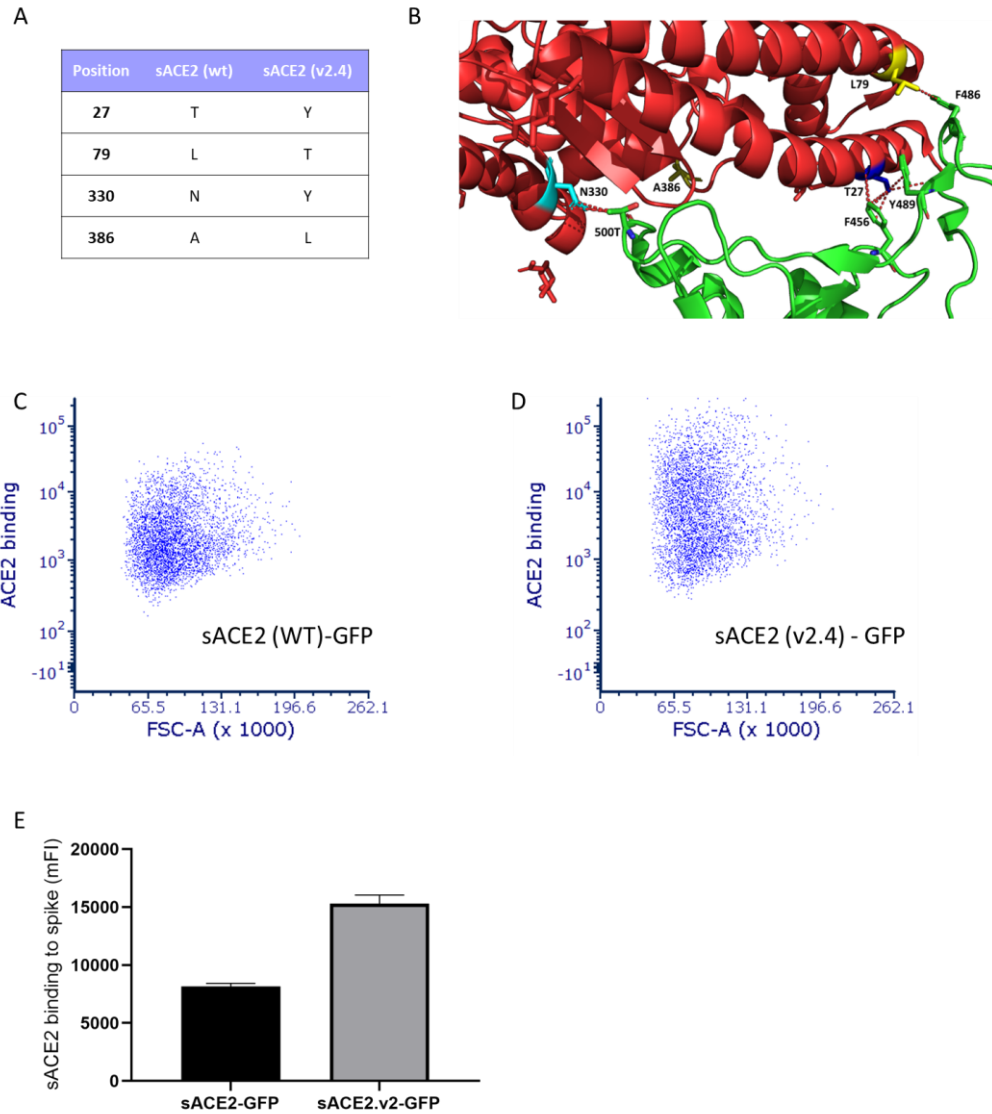 A
Position sACE2 (wt) sACE2 (v2.4)
27 T Y
79 L T
330 N Y
386 A L
B
L79
F486
N330
A386
T27
Y489
F456
500T
C
ACE2 binding
10^5
10^4
10^3
10^2
-10^1
sACE2 (WT)-GFP
0 65.5 131.1 196.6 262.1
FSC-A (x 1000)
D
ACE2 binding
10^5
10^4
10^3
10^2
-10^1
sACE2 (v2.4) - GFP
0 65.5 131.1 196.6 262.1
FSC-A (x 1000)
E
sACE2 binding to spike (mFI)
20000
15000
10000
5000
0
sACE2-GFP sACE2.v2-GFP